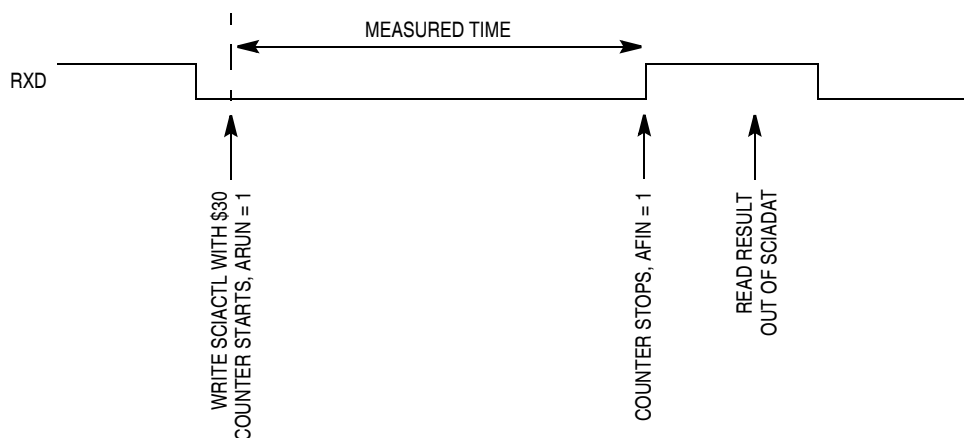 MEASURED TIME
RXD
WRITE SCIACTL WITH $30
COUNTER STARTS, ARUN = 1
COUNTER STOPS, AFIN = 1
READ RESULT
OUT OF SCIADAT